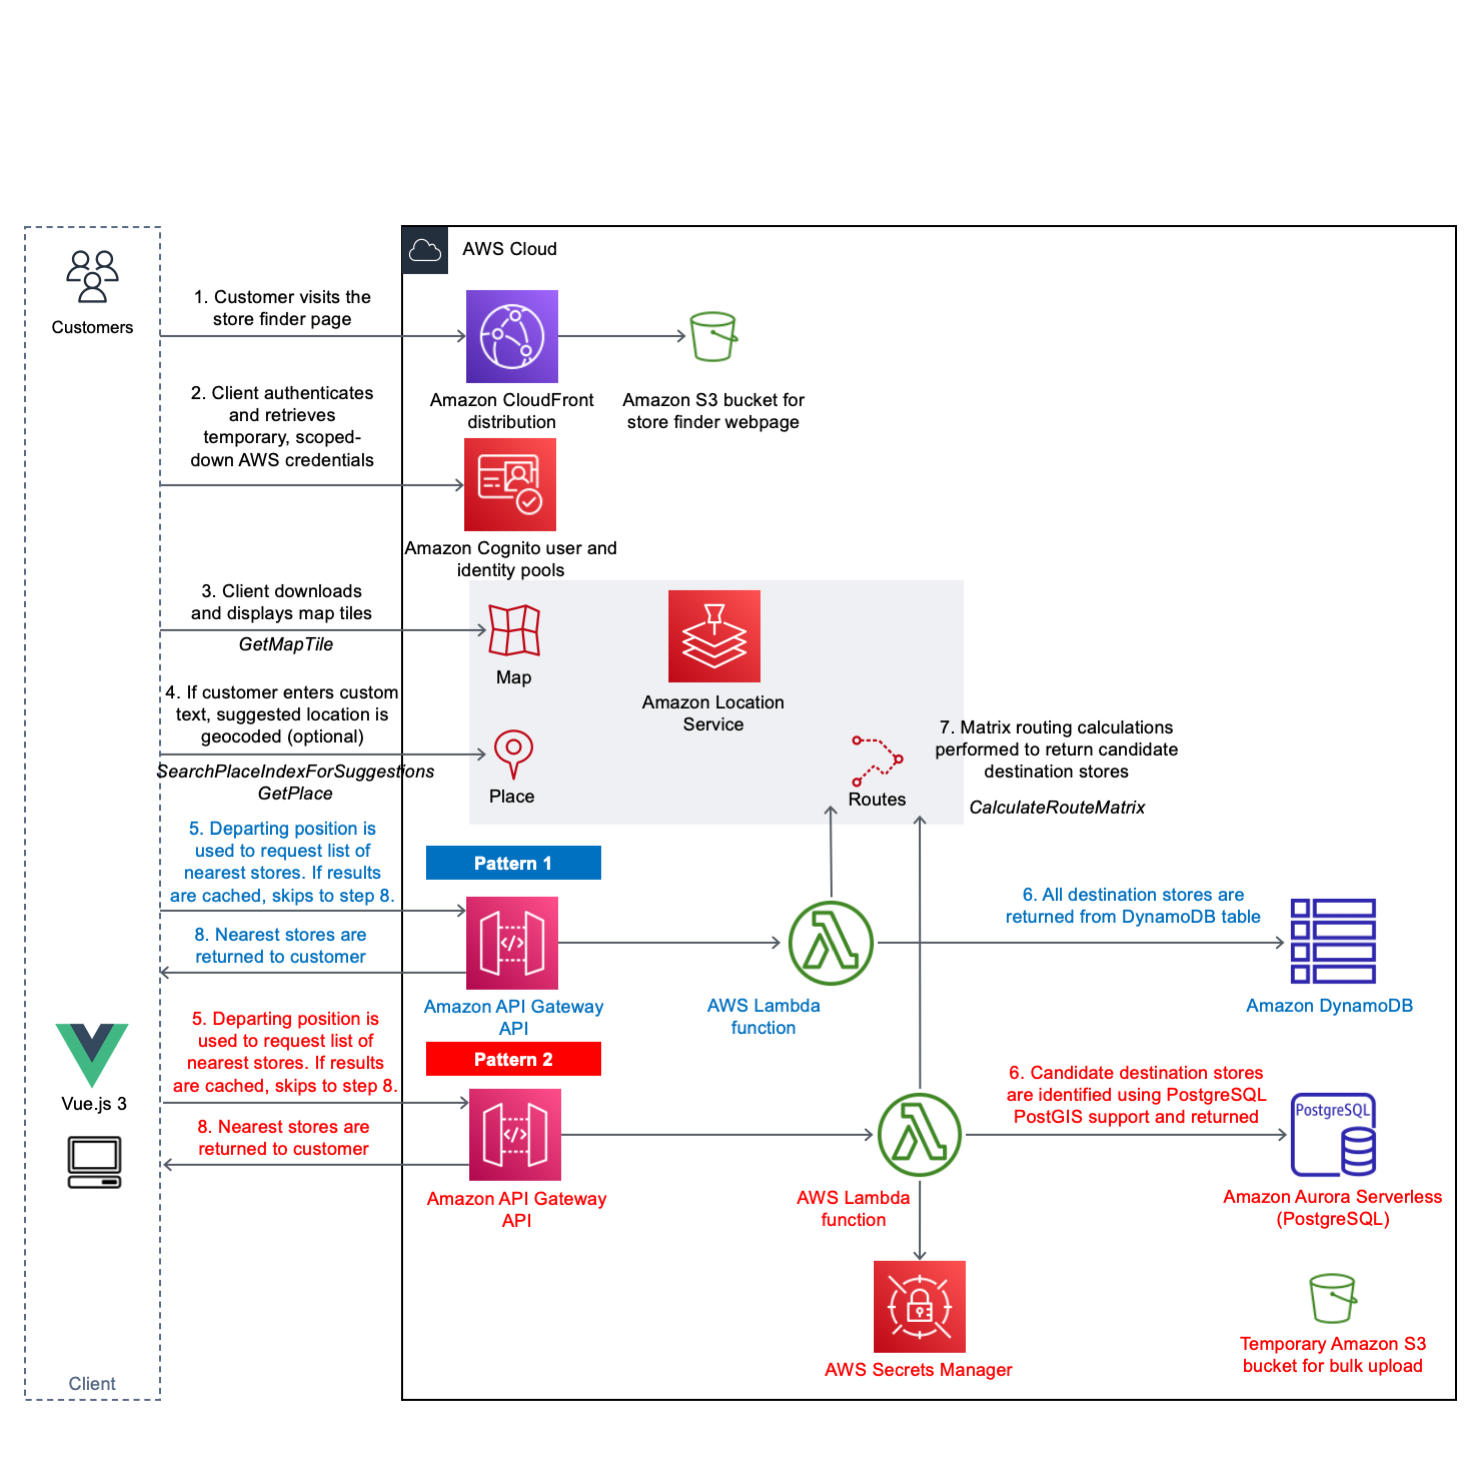 AWS Cloud
Customers
1. Customer visits the
store finder page
Amazon CloudFront
distribution
Amazon S3 bucket for
store finder webpage
2. Client authenticates
and retrieves
temporary, scoped-
down AWS credentials
Amazon Cognito user and
identity pools
3. Client downloads
and displays map tiles
GetMapTile
Map
Amazon Location
Service
4. If customer enters custom
text, suggested location is
geocoded (optional)
SearchPlaceIndexForSuggestions
GetPlace
Place
Routes
7. Matrix routing calculations
performed to return candidate
destination stores
CalculateRouteMatrix
5. Departing position is
used to request list of
nearest stores. If results
are cached, skips to step 8.
Pattern 1
8. Nearest stores are
returned to customer
Amazon API Gateway
API
AWS Lambda
function
6. All destination stores are
returned from DynamoDB table
Amazon DynamoDB
Vue.js 3
5. Departing position is
used to request list of
nearest stores. If results
are cached, skips to step 8.
Pattern 2
8. Nearest stores are
returned to customer
Amazon API Gateway
API
AWS Lambda
function
6. Candidate destination stores
are identified using PostgreSQL
PostGIS support and returned
PostgreSQL
Amazon Aurora Serverless
(PostgreSQL)
AWS Secrets Manager
Temporary Amazon S3
bucket for bulk upload
Client